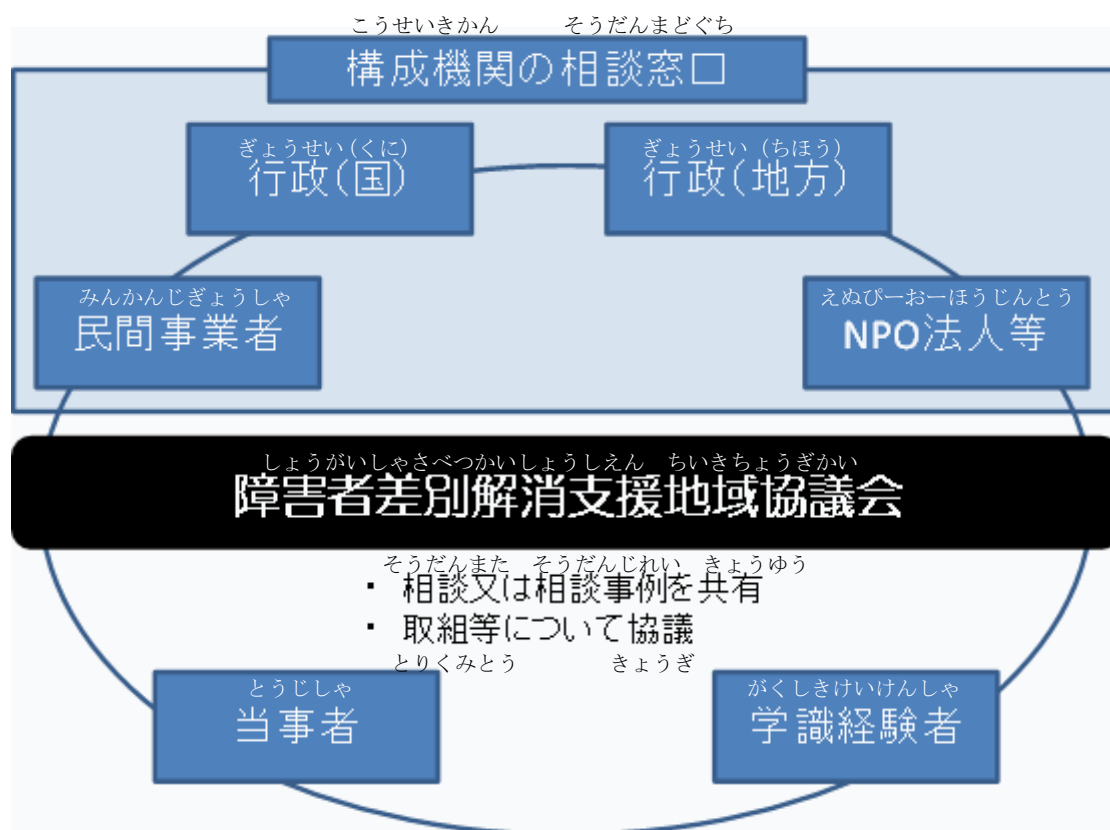 こうせいきかん　そうだんまどぐち
構成機関の相談窓口
ぎょうせい(くに)
行政(国)
ぎょうせい（ちほう）
行政(地方)
みんかんじぎょうしゃ
民間事業者
えぬぴーおーほうじんとう
NPO法人等
しょうがいしゃさべつかいしょうしえん　ちいきちょうぎかい
障害者差別解消支援地域協議会
そうだんまた　そうだんじれい　きょうゆう
・ 相談又は相談事例を共有
・ 取組等について協議
とりくみとう　きょうぎ
とうじしゃ
当事者
がくしきけいけんしゃ
学識経験者